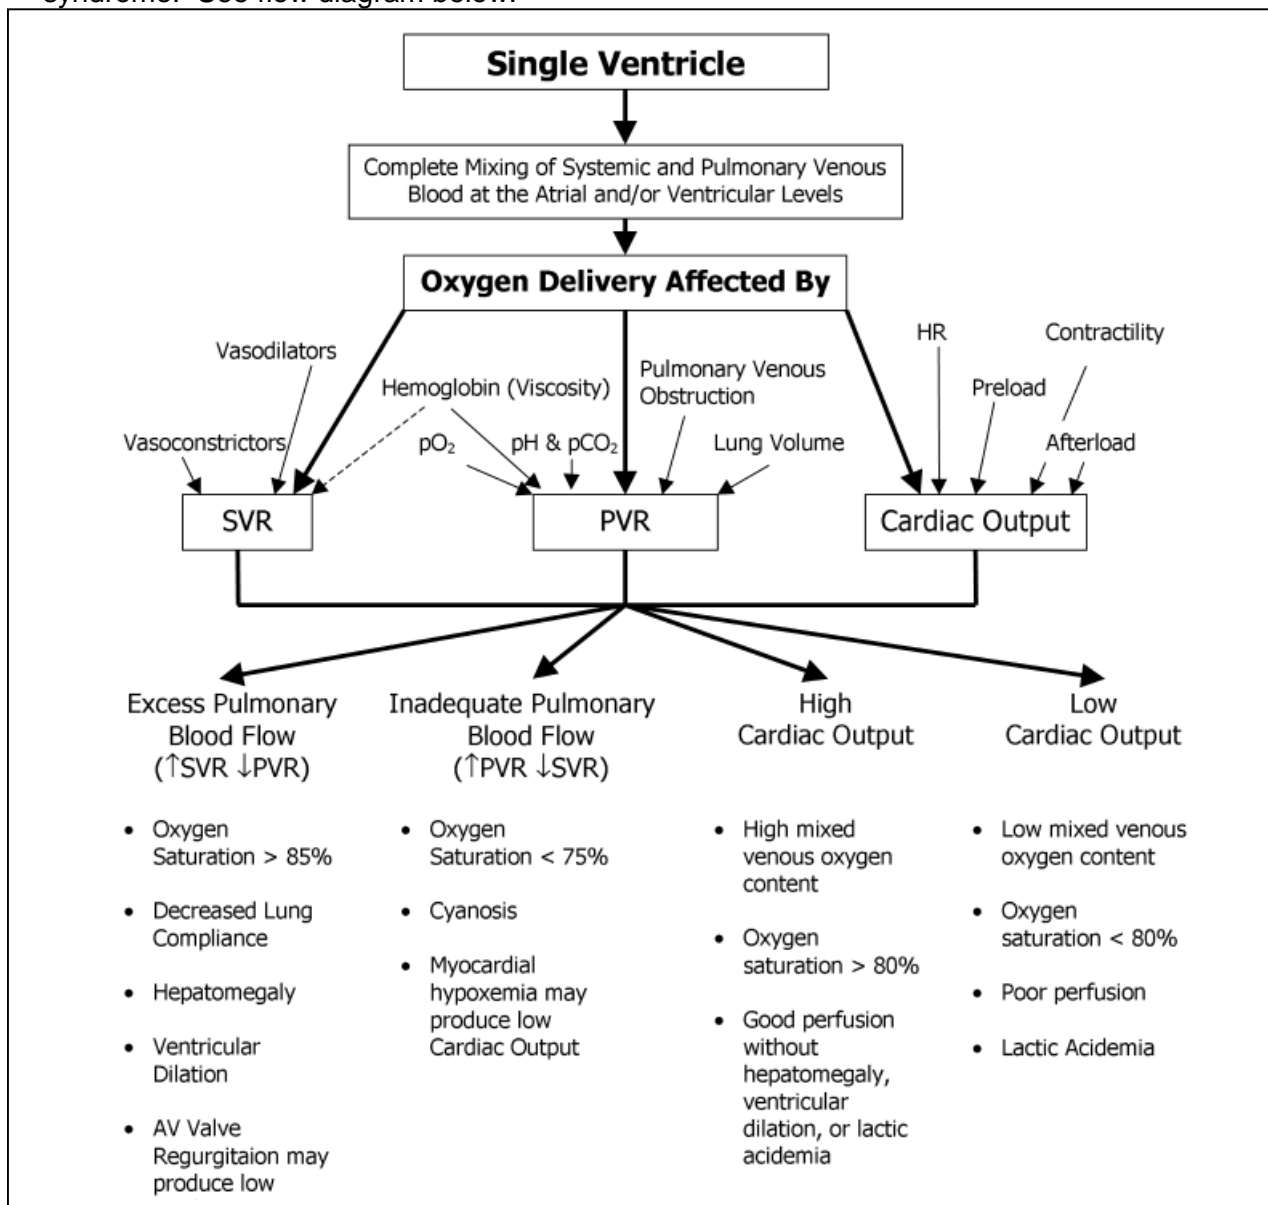 syndrome. See flow diagram below.
Single Ventricle
Complete Mixing of Systemic and Pulmonary Venous
Blood at the Atrial and/or Ventricular Levels
Oxygen Delivery Affected By
HR
Contractility
Vasodilators
Hemoglobin (Viscosity)
Pulmonary Venous
Obstruction
Preload
Vasoconstrictors
pO₂
pH & pCO₂
Lung Volume
Afterload
SVR
PVR
Cardiac Output
Excess Pulmonary
Blood Flow
(↑SVR ↓PVR)
• Oxygen
Saturation > 85%
• Decreased Lung
Compliance
• Hepatomegaly
• Ventricular
Dilation
• AV Valve
Regurgitaion may
produce low
Inadequate Pulmonary
Blood Flow
(↑PVR ↓SVR)
• Oxygen
Saturation < 75%
• Cyanosis
• Myocardial
hypoxemia may
produce low
Cardiac Output
High
Cardiac Output
• High mixed
venous oxygen
content
• Oxygen
saturation > 80%
• Good perfusion
without
hepatomegaly,
ventricular
dilation, or lactic
acidemia
Low
Cardiac Output
• Low mixed venous
oxygen content
• Oxygen
saturation < 80%
• Poor perfusion
• Lactic Acidemia